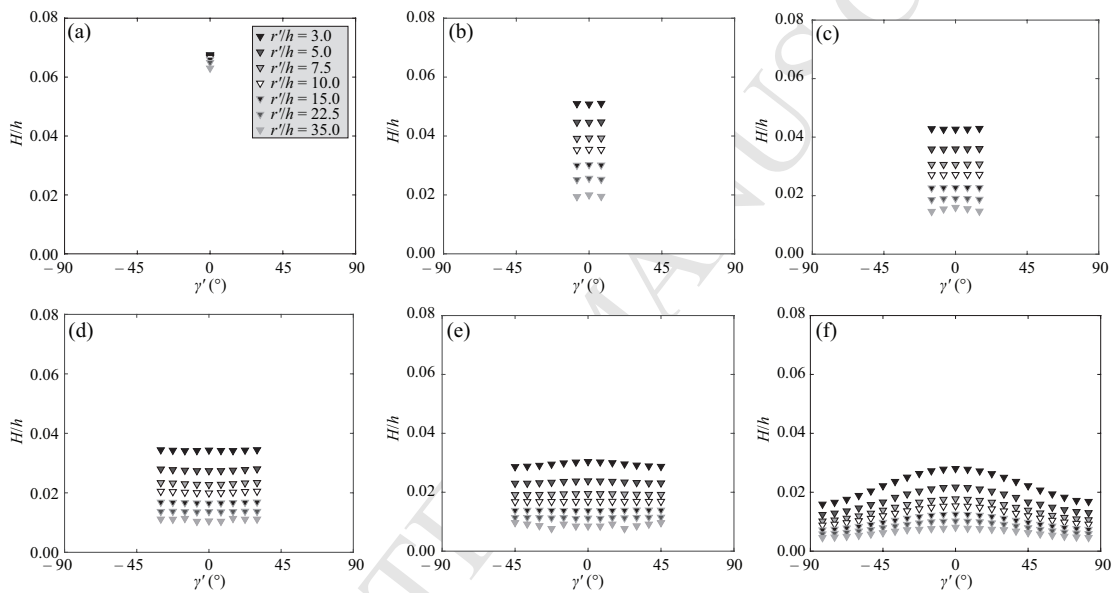 (a)
r′/h = 3.0
r′/h = 5.0
r′/h = 7.5
r′/h = 10.0
r′/h = 15.0
r′/h = 22.5
r′/h = 35.0
0.08
0.06
0.04
0.02
0.00
H/h
−90 −45 0 45 90
γ′ (°)
(b)
0.08
0.06
0.04
0.02
0.00
H/h
−90 −45 0 45 90
γ′ (°)
(c)
0.08
0.06
0.04
0.02
0.00
H/h
−90 −45 0 45 90
γ′ (°)
(d)
0.08
0.06
0.04
0.02
0.00
H/h
−90 −45 0 45 90
γ′ (°)
(e)
0.08
0.06
0.04
0.02
0.00
H/h
−90 −45 0 45 90
γ′ (°)
(f)
0.08
0.06
0.04
0.02
0.00
H/h
−90 −45 0 45 90
γ′ (°)